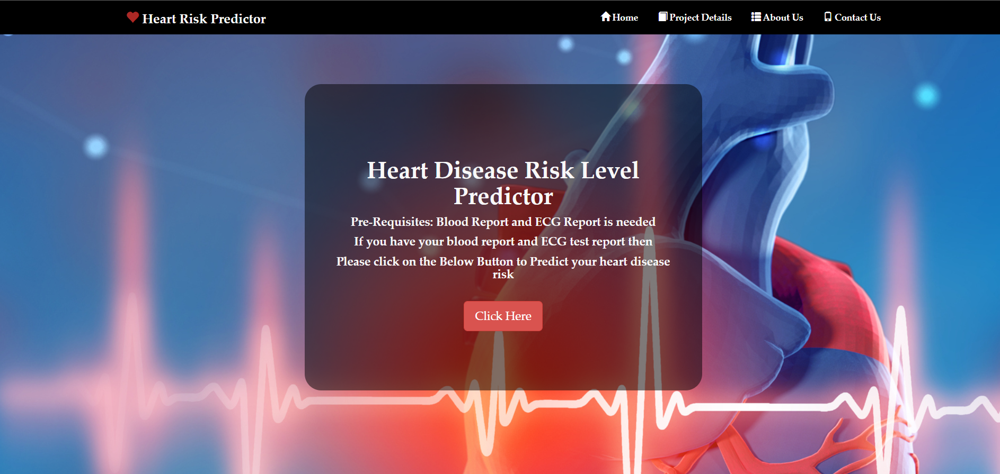 Heart Risk Predictor
Home
Project Details
About Us
Contact Us
Heart Disease Risk Level
Predictor
Pre-Requisites: Blood Report and ECG Report is needed
If you have your blood report and ECG test report then
Please click on the Below Button to Predict your heart disease
risk
Click Here